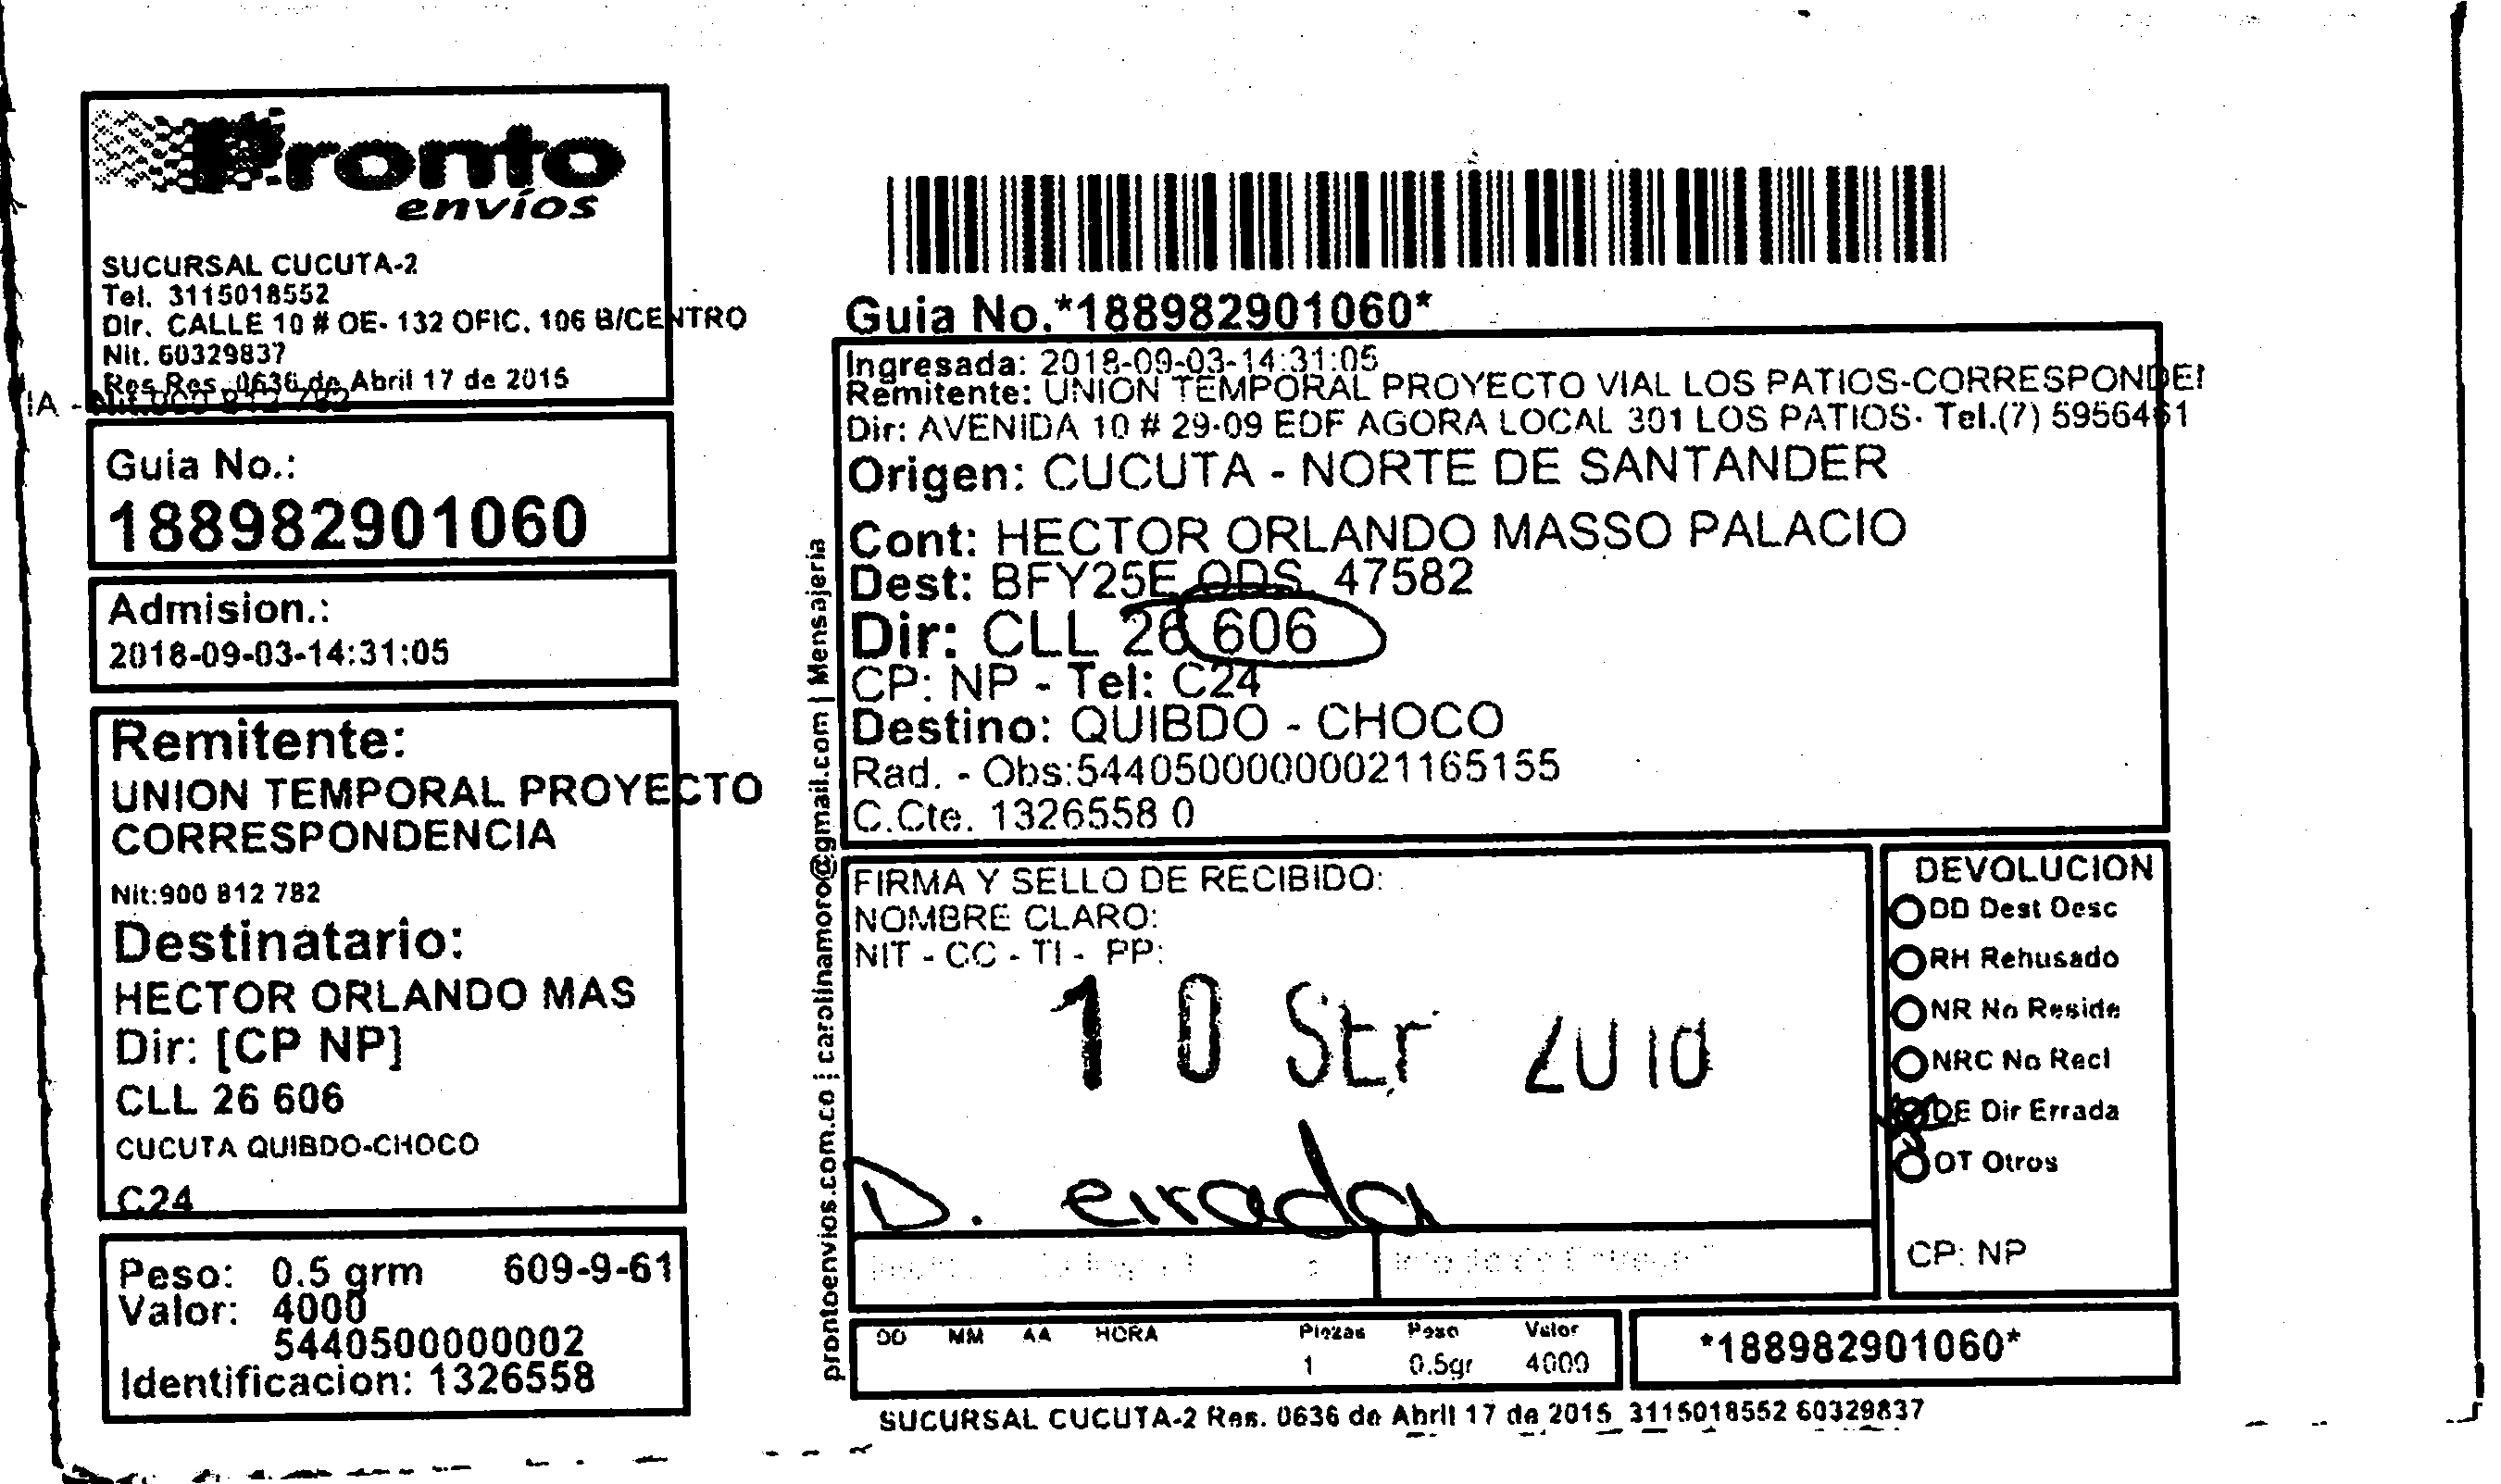 Pronto
envíos
SUCURSAL CUCUTA-2
Tel. 3115018552
Dir. CALLE 10 # OE- 132 OFIC. 106 B/CENTRO
Nit. 60329837
Res Res. 0636 de Abril 17 de 2015
IA - Nit.900 812 782
Guia No.:
188982901060
Admision.:
2018-09-03-14:31:05
Remitente:
UNION TEMPORAL PROYECTO
CORRESPONDENCIA
Nit:900 812 782
Destinatario:
HECTOR ORLANDO MAS
Dir: [CP NP]
CLL 26 606
CUCUTA QUIBDO-CHOCO
C24
Peso: 0.5 grm 609-9-61
Valor: 4000
5440500000002
Identificacion: 1326558
prontoenvios.com.co | carolinamoro@gmail.com | Mensajeria
Guia No.*188982901060*
Ingresada: 2018-09-03-14:31:05
Remitente: UNION TEMPORAL PROYECTO VIAL LOS PATIOS-CORRESPONDEN
Dir: AVENIDA 10 # 29-09 EDF AGORA LOCAL 301 LOS PATIOS- Tel.(7) 5956461
Origen: CUCUTA - NORTE DE SANTANDER
Cont: HECTOR ORLANDO MASSO PALACIO
Dest: BFY25E ODS 47582
Dir: CLL 26 606
CP: NP - Tel: C24
Destino: QUIBDO - CHOCO
Rad. - Obs:544050000000021165155
C.Cte. 1326558 0
FIRMA Y SELLO DE RECIBIDO:
NOMBRE CLARO:
NIT - CC - TI - PP:
10 SEP 2018
D. errada
DEVOLUCION
DD Dest Desc
RH Rehusado
NR No Reside
NRC No Recl
DE Dir Errada
OT Otros
CP: NP
DD MM AA HORA Piezas Peso Valor
1 0.5gr 4000
*188982901060*
SUCURSAL CUCUTA-2 Res. 0636 de Abril 17 de 2015 3115018552 60329837